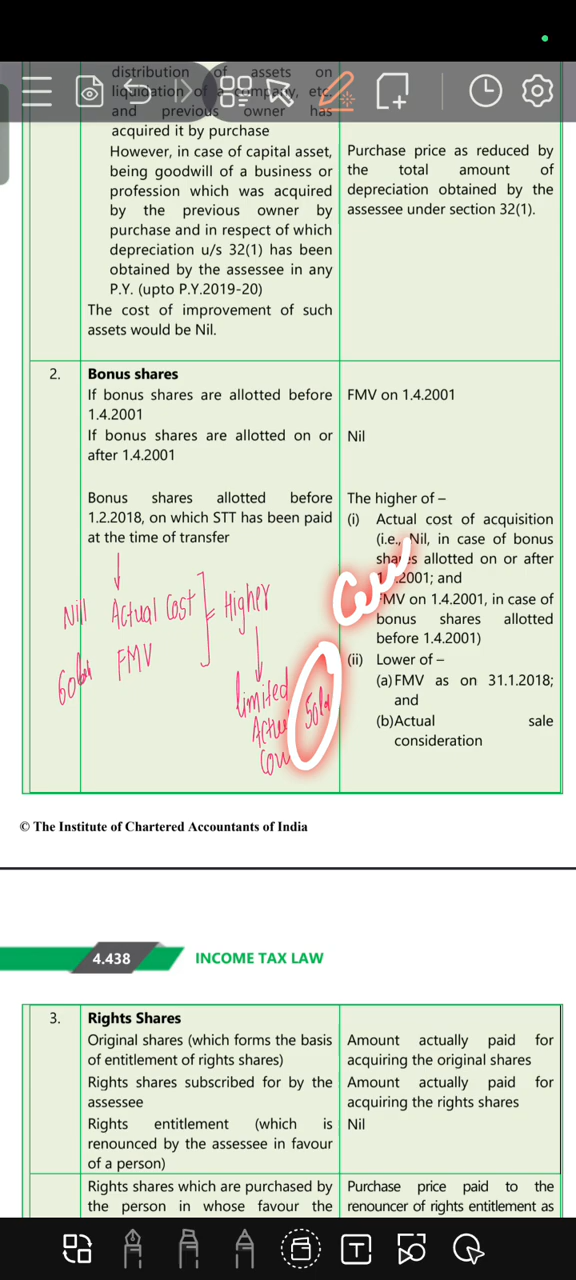 distribution of assets on
liquidation of a company, etc.
and previous owner has
acquired it by purchase
However, in case of capital asset,
being goodwill of a business or
profession which was acquired
by the previous owner by
purchase and in respect of which
depreciation u/s 32(1) has been
obtained by the assessee in any
P.Y. (upto P.Y.2019-20)
The cost of improvement of such
assets would be Nil.
Purchase price as reduced by
the total amount of
depreciation obtained by the
assessee under section 32(1).
2.
Bonus shares
If bonus shares are allotted before
1.4.2001
FMV on 1.4.2001
If bonus shares are allotted on or
after 1.4.2001
Nil
Bonus shares allotted before
1.2.2018, on which STT has been paid
at the time of transfer
The higher of –
(i) Actual cost of acquisition
(i.e., Nil, in case of bonus
shares allotted on or after
2001; and
FMV on 1.4.2001, in case of
bonus shares allotted
before 1.4.2001)
(ii) Lower of –
(a) FMV as on 31.1.2018;
and
(b) Actual sale
consideration
Nill Actual Cost = Higher
FMV
limited
Sold
© The Institute of Chartered Accountants of India
4.438 INCOME TAX LAW
3.
Rights Shares
Original shares (which forms the basis
of entitlement of rights shares)
Amount actually paid for
acquiring the original shares
Rights shares subscribed for by the
assessee
Amount actually paid for
acquiring the rights shares
Rights entitlement (which is
renounced by the assessee in favour
of a person)
Nil
Rights shares which are purchased by
the person in whose favour the
Purchase price paid to the
renouncer of rights entitlement as
T